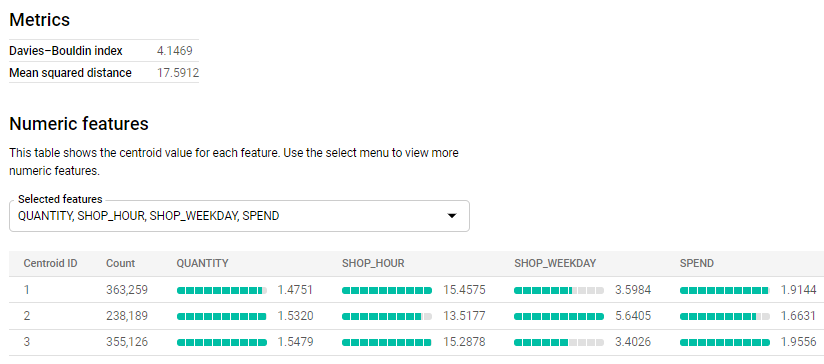 Metrics
Davies–Bouldin index 4.1469
Mean squared distance 17.5912
Numeric features
This table shows the centroid value for each feature. Use the select menu to view more
numeric features.
Selected features
QUANTITY, SHOP_HOUR, SHOP_WEEKDAY, SPEND
Centroid ID Count QUANTITY SHOP_HOUR SHOP_WEEKDAY SPEND
1 363,259 1.4751 15.4575 3.5984 1.9144
2 238,189 1.5320 13.5177 5.6405 1.6631
3 355,126 1.5479 15.2878 3.4026 1.9556